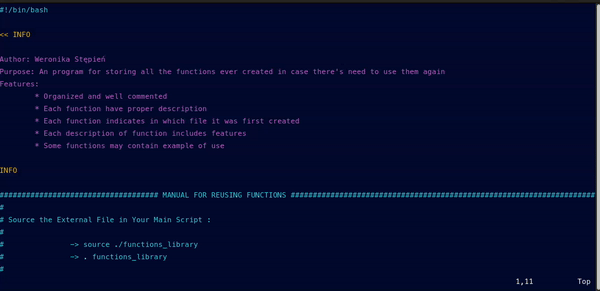 #!/bin/bash
<< INFO
Author: Weronika Stępień
Purpose: An program for storing all the functions ever created in case there's need to use them again
Features:
* Organized and well commented
* Each function have proper description
* Each function indicates in which file it was first created
* Each description of function includes features
* Some functions may contain example of use
INFO
#################################### MANUAL FOR REUSING FUNCTIONS ######################################################################
#
# Source the External File in Your Main Script :
#
# ~> source ./functions_library
# ~> . functions_library
#
1,11 Top